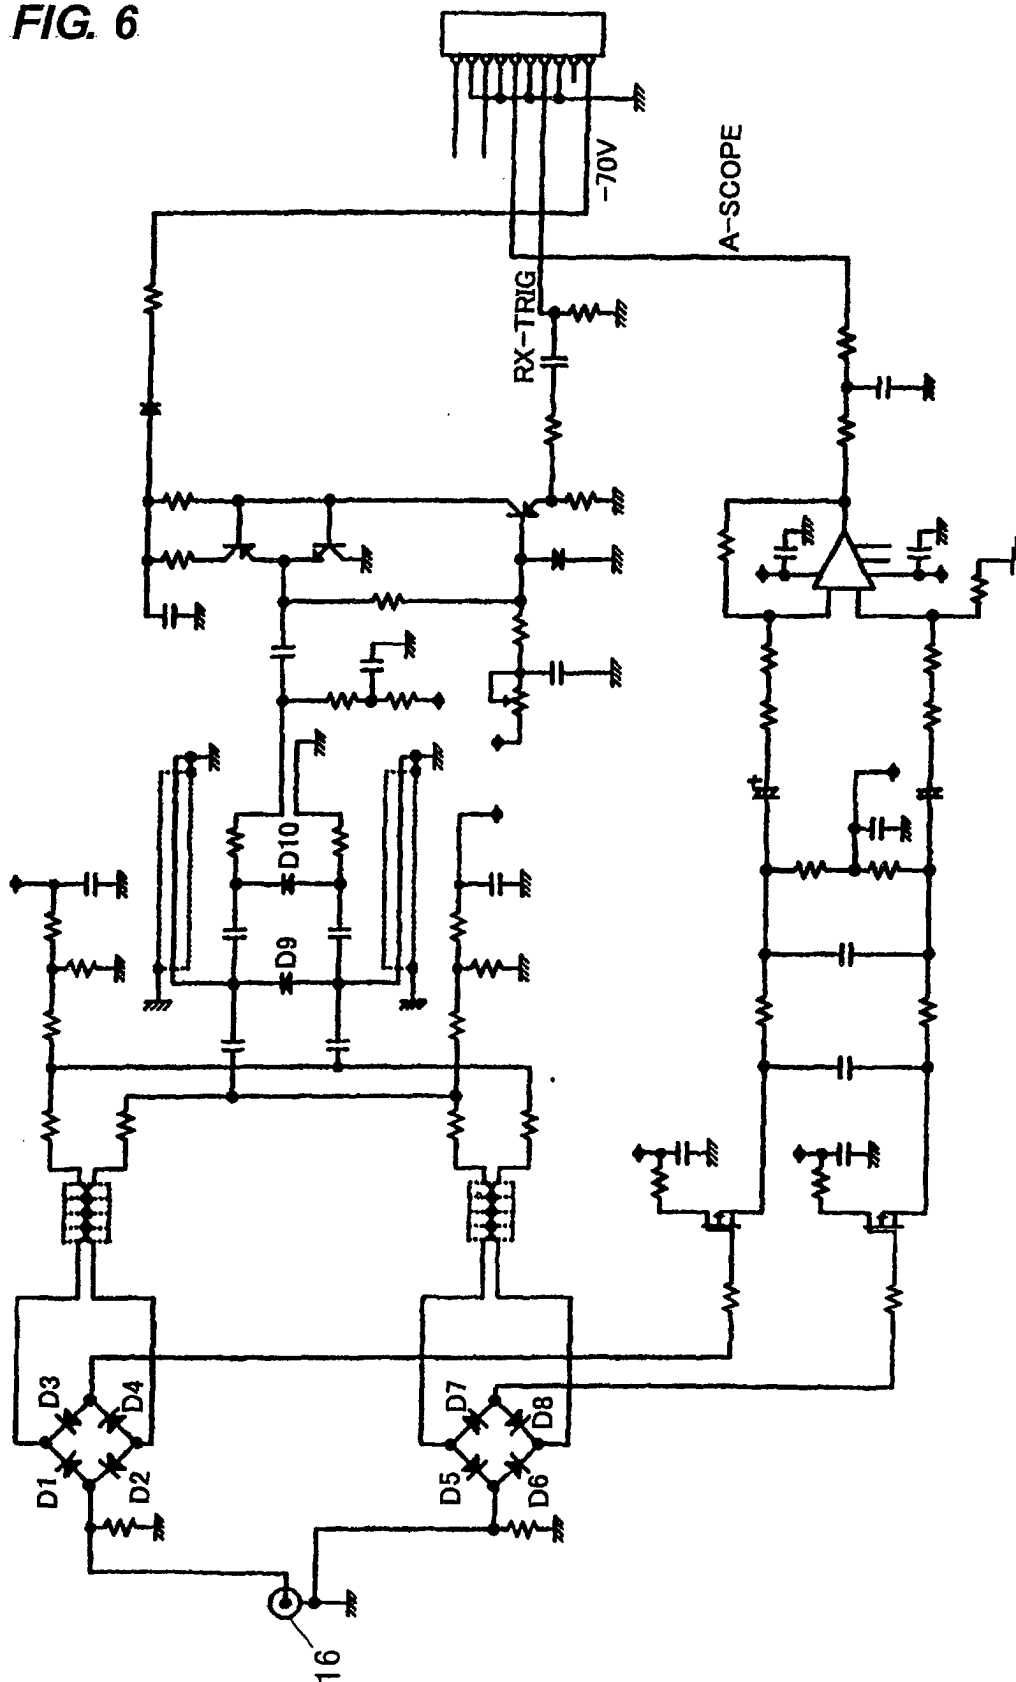 FIG. 6
-70V
A-SCOPE
RX-TRIG
D10
D9
D3
D4
D7
D8
D1
D2
D5
D6
16